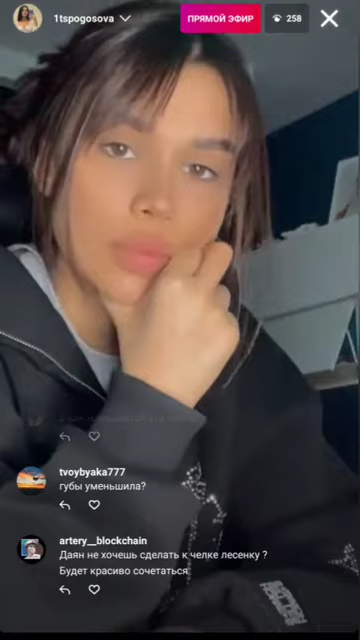 1tspogosova
ПРЯМОЙ ЭФИР
258
tvoybyaka777
губы уменьшила?
artery__blockchain
Даян не хочешь сделать к челке лесенку ?
Будет красиво сочетаться